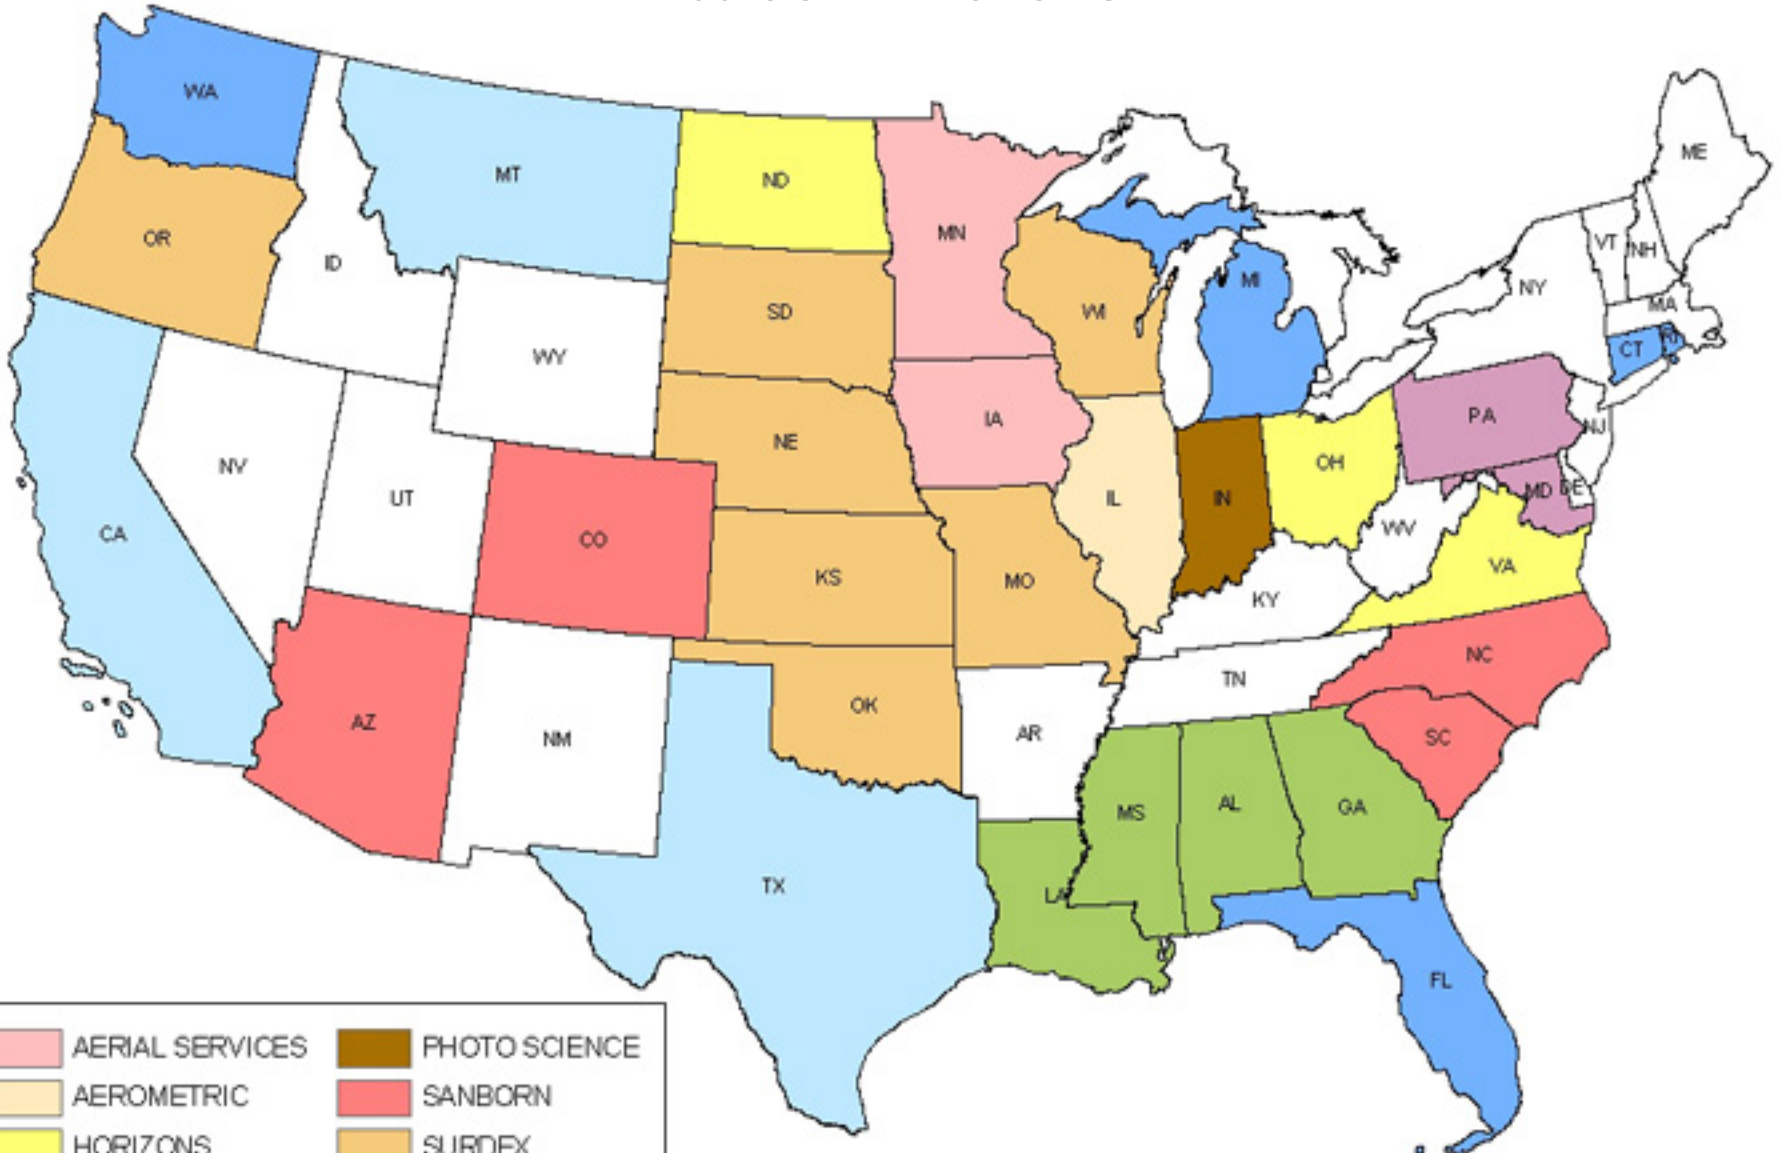 WA
ME
MT
ND
MN
OR
VT
NH
ID
MI
NY
SD
WI
MA
RI
CT
WY
IA
PA
NE
NJ
NV
OH
UT
IL
IN
MD
DE
CA
CO
WV
KS
MO
VA
KY
NC
TN
OK
AZ
AR
SC
NM
MS
AL
GA
TX
LA
FL
AERIAL SERVICES
PHOTO SCIENCE
AEROMETRIC
SANBORN
HORIZONS
SURDEX